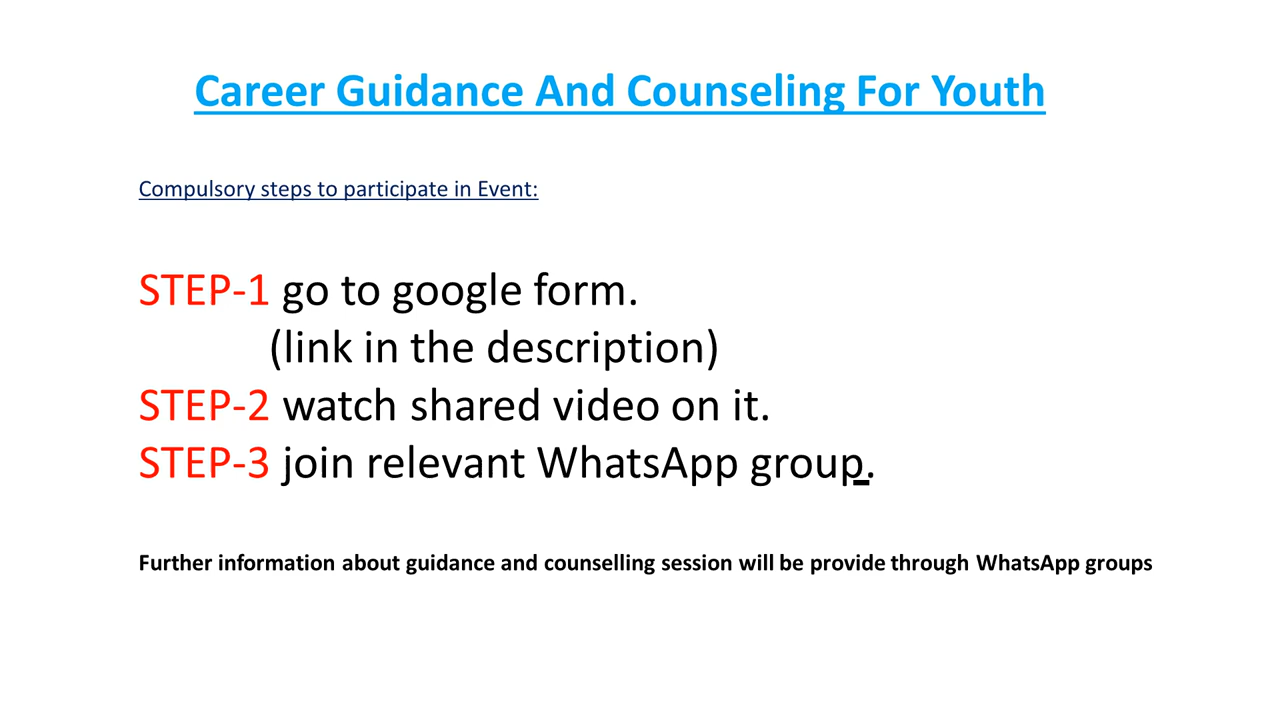 Career Guidance And Counseling For Youth
Compulsory steps to participate in Event:
STEP-1 go to google form.
(link in the description)
STEP-2 watch shared video on it.
STEP-3 join relevant WhatsApp group.
Further information about guidance and counselling session will be provide through WhatsApp groups